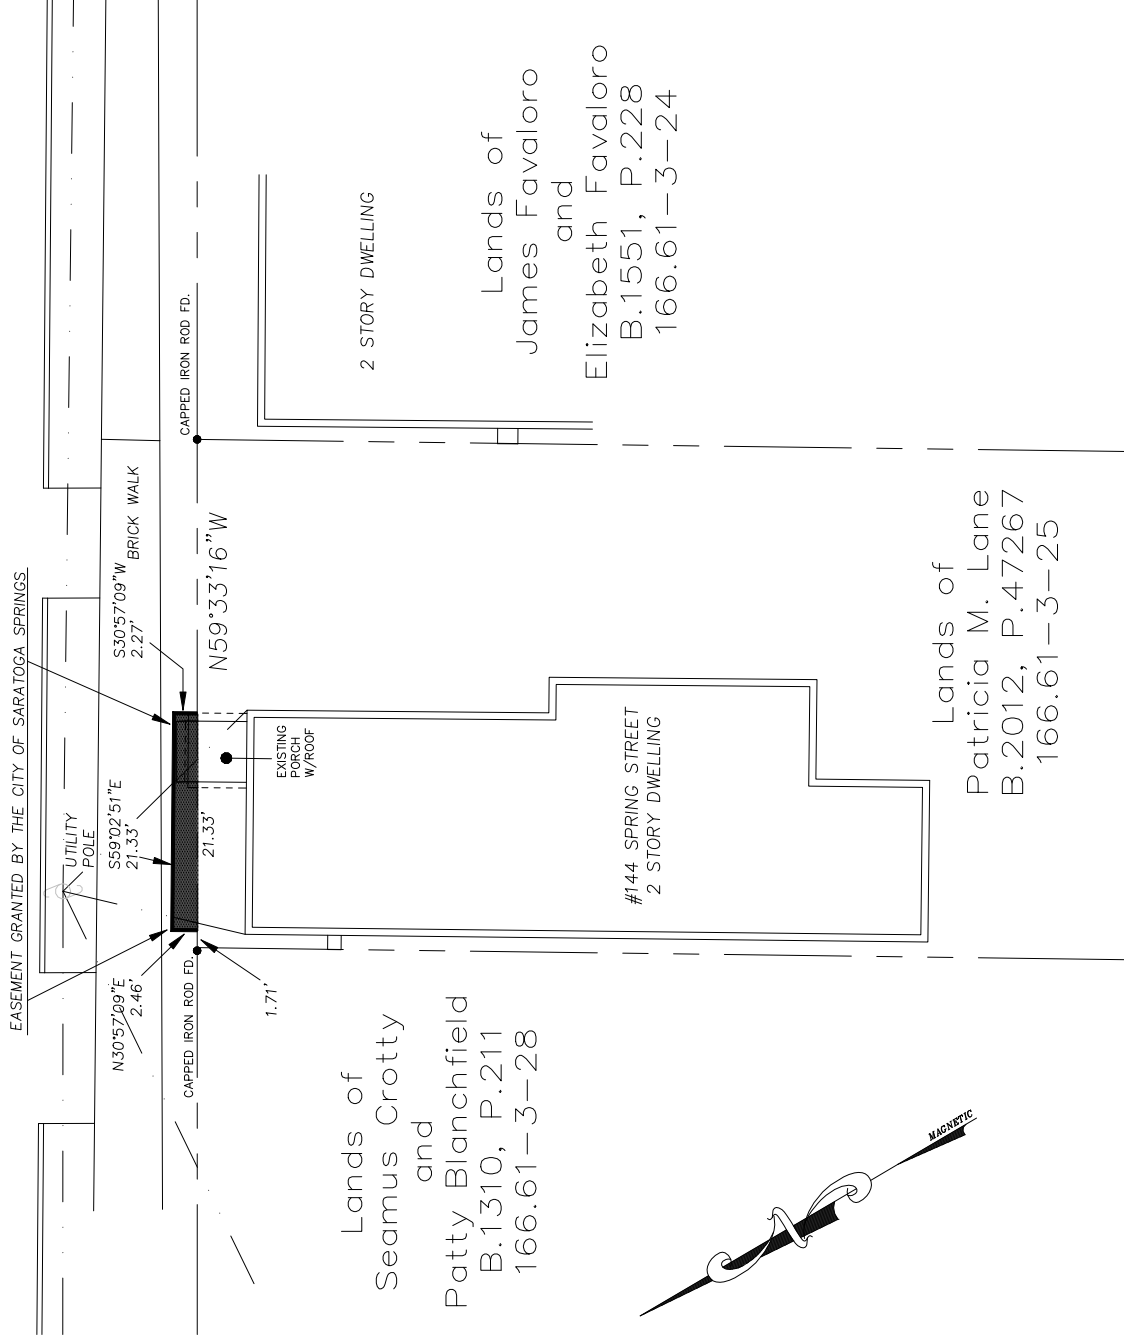 EASEMENT GRANTED BY THE CITY OF SARATOGA SPRINGS
UTILITY
POLE
S59°02'51"E
21.33'
S30°57'09"W
2.27'
BRICK WALK
N30°57'09"E
2.46'
CAPPED IRON ROD FD.
CAPPED IRON ROD FD.
N59°33'16"W
21.33'
1.71'
EXISTING
PORCH
W/ROOF
2 STORY DWELLING
Lands of
James Favaloro
and
Elizabeth Favaloro
B.1551, P.228
166.61-3-24
#144 SPRING STREET
2 STORY DWELLING
Lands of
Patricia M. Lane
B.2012, P.47267
166.61-3-25
Lands of
Seamus Crotty
and
Patty Blanchfield
B.1310, P.211
166.61-3-28
MAGNETIC
N